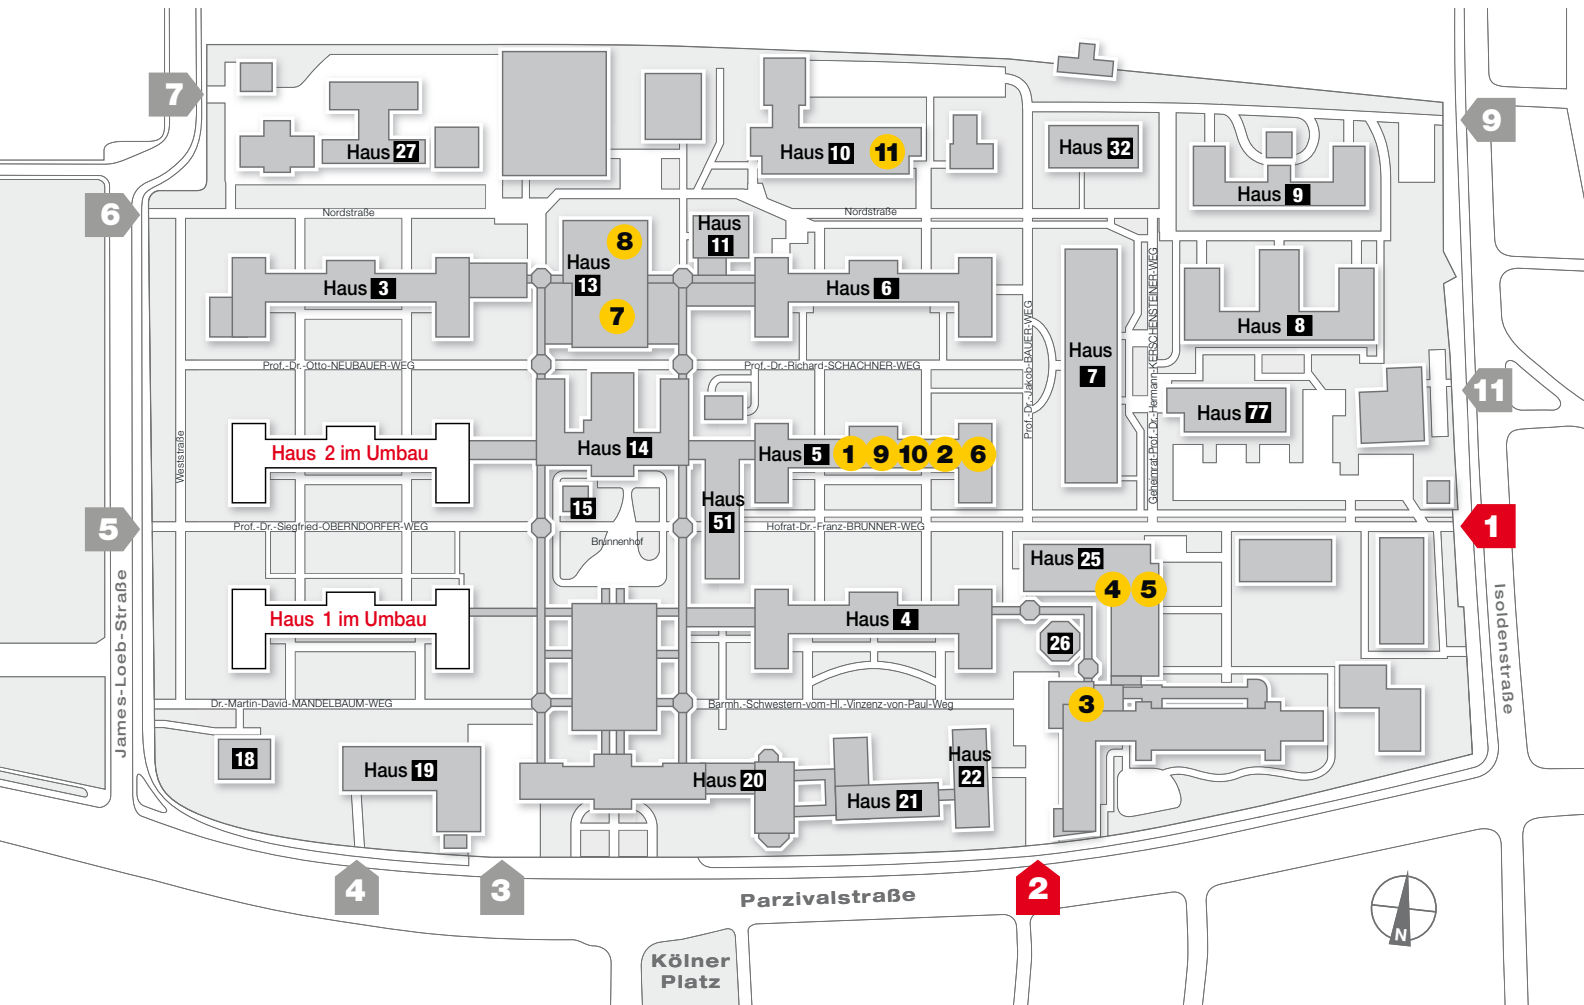 7
9
Haus 27
Haus 10
11
Haus 32
Haus 9
6
Nordstraße
Nordstraße
Haus
11
8
Haus
13
7
Haus 3
Haus 6
Haus 8
Haus
7
Prof.-Dr.-Otto-NEUBAUER-WEG
Prof.-Dr.-Richard-SCHACHNER-WEG
Prof.-Dr.-Jakob-BAUER-WEG
Geheimrat-Prof.-Dr.-Hermann-KERSCHENSTEINER-WEG
11
Haus 77
Weststraße
Haus 2 im Umbau
Haus 14
Haus 5
1
9
10
2
6
15
Haus
51
5
Prof.-Dr.-Siegfried-OBERNDORFER-WEG
Brunnenhof
Hofrat-Dr.-Franz-BRUNNER-WEG
1
Haus 25
4
5
James-Loeb-Straße
Isoldenstraße
Haus 1 im Umbau
Haus 4
26
Dr.-Martin-David-MANDELBAUM-WEG
Barmh.-Schwestern-vom-Hl.-Vinzenz-von-Paul-Weg
3
18
Haus 19
Haus 20
Haus 21
Haus
22
4
3
2
Parzivalstraße
Kölner
Platz
N